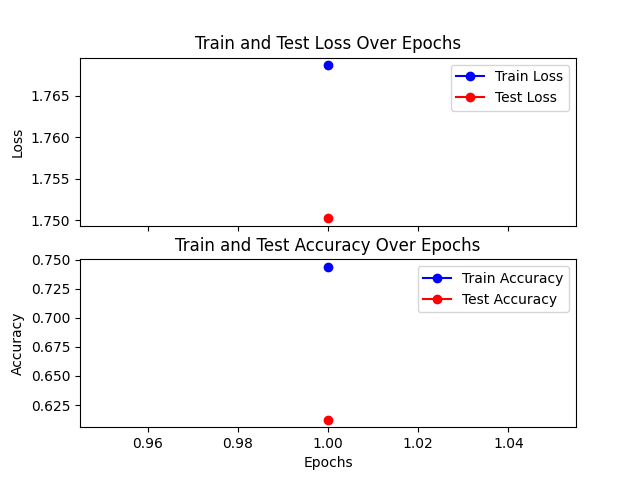 Train and Test Loss Over Epochs
Train Loss
Test Loss
1.765
1.760
1.755
1.750
Loss
Train and Test Accuracy Over Epochs
Train Accuracy
Test Accuracy
0.750
0.725
0.700
0.675
0.650
0.625
Accuracy
0.96 0.98 1.00 1.02 1.04
Epochs